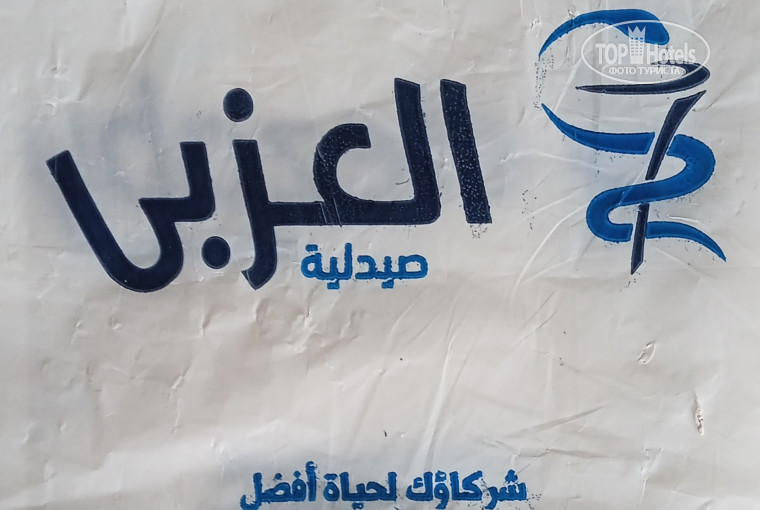 العزبى
صيدلية
شركاؤك لحياة أفضل
TOP Hotels
ФОТО ТУРИСТА